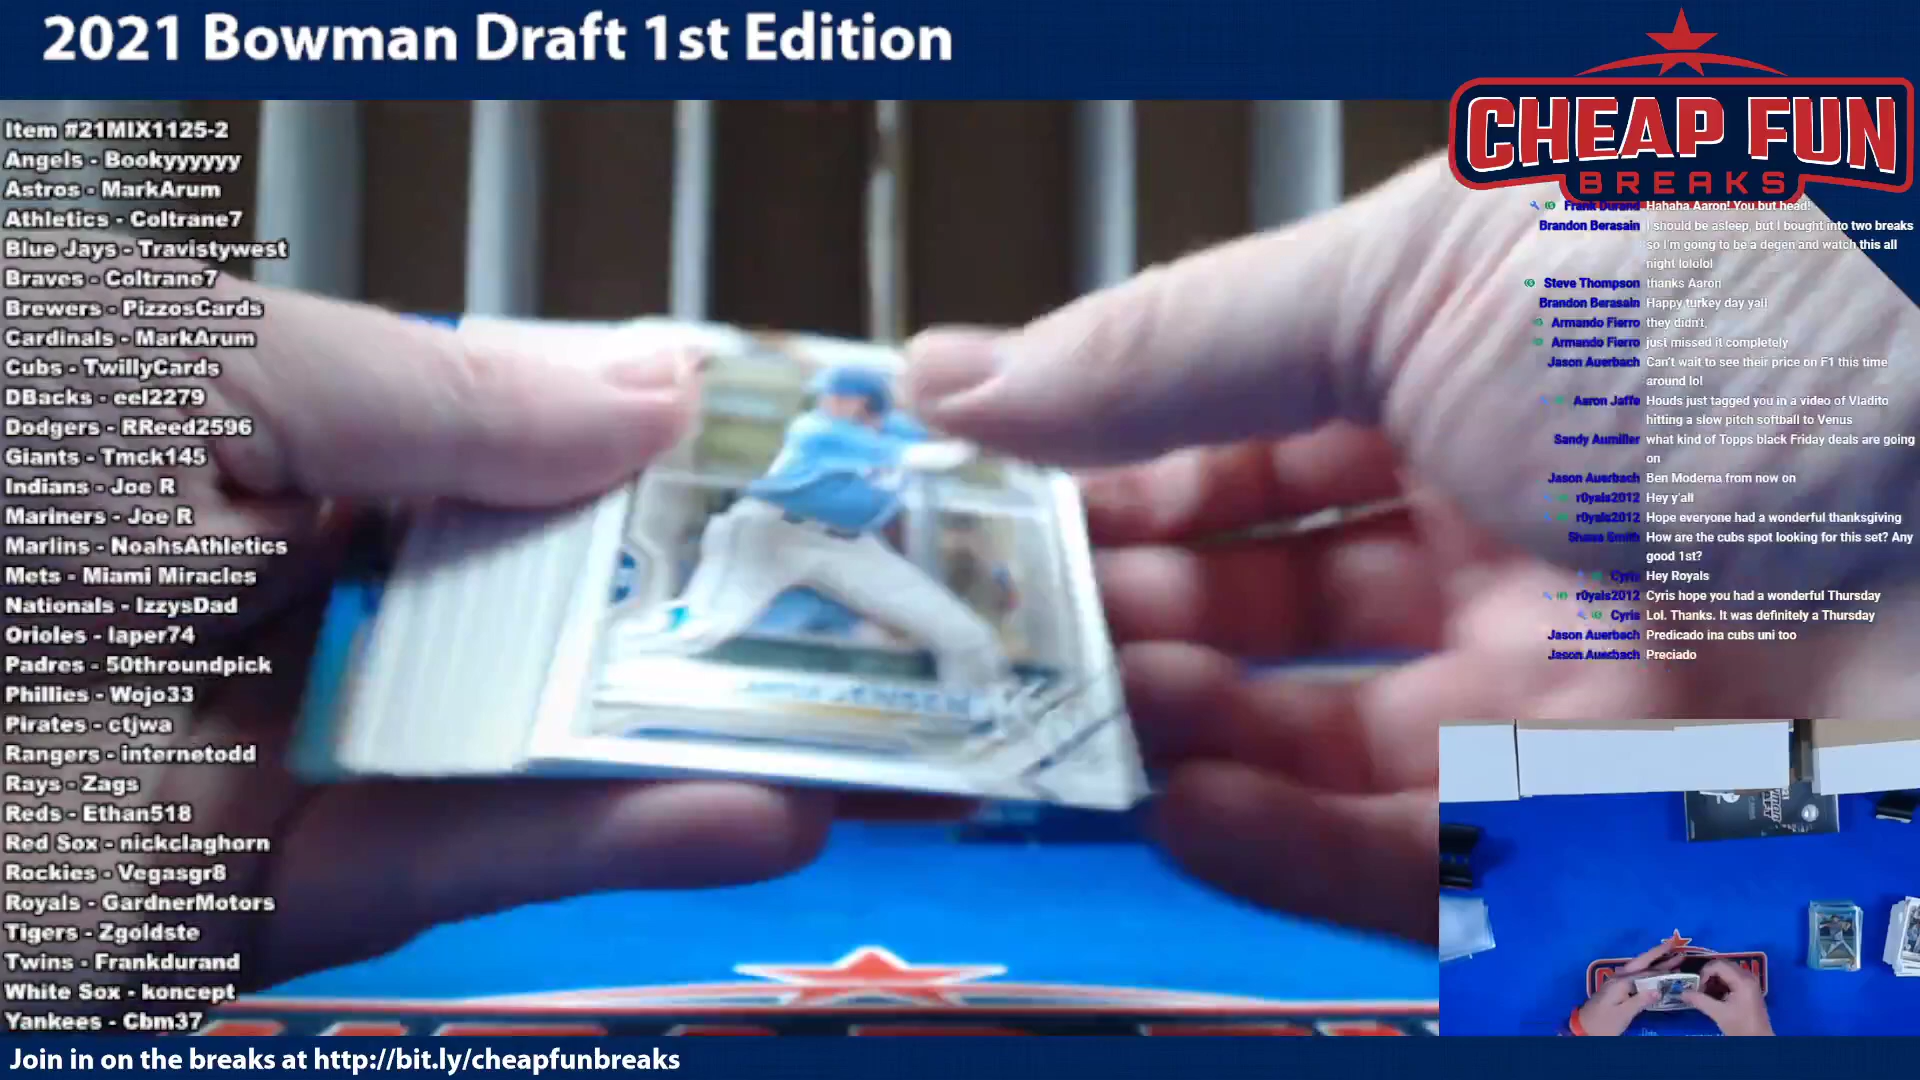 2021 Bowman Draft 1st Edition
CHEAP FUN
BREAKS
Item #21MIX1125-2
Angels - Bookyyyyyy
Astros - MarkArum
Athletics - Coltrane7
Blue Jays - Travistywest
Braves - Coltrane7
Brewers - PizzosCards
Cardinals - MarkArum
Cubs - TwillyCards
DBacks - eel2279
Dodgers - RReed2596
Giants - Tmck145
Indians - Joe R
Mariners - Joe R
Marlins - NoahsAthletics
Mets - Miami Miracles
Nationals - IzzysDad
Orioles - laper74
Padres - 50throundpick
Phillies - Wojo33
Pirates - ctjwa
Rangers - internetodd
Rays - Zags
Reds - Ethan518
Red Sox - nickclaghorn
Rockies - Vegasgr8
Royals - GardnerMotors
Tigers - Zgoldste
Twins - Frankdurand
White Sox - koncept
Yankees - Cbm37
JENSEN
Frank Durand Hahaha Aaron! You but head!
Brandon Berasain I should be asleep, but I bought into two breaks
so I'm going to be a degen and watch this all
night lololol
Steve Thompson thanks Aaron
Brandon Berasain Happy turkey day yall
Armando Fierro they didn't,
Armando Fierro just missed it completely
Jason Auerbach Can't wait to see their price on F1 this time
around lol
Aaron Jaffe Houds just tagged you in a video of Vladito
hitting a slow pitch softball to Venus
Sandy Aumiller what kind of Topps black Friday deals are going
on
Jason Auerbach Ben Moderna from now on
r0yals2012 Hey y'all
r0yals2012 Hope everyone had a wonderful thanksgiving
Shawn Smith How are the cubs spot looking for this set? Any
good 1st?
Cyris Hey Royals
r0yals2012 Cyris hope you had a wonderful Thursday
Cyris Lol. Thanks. It was definitely a Thursday
Jason Auerbach Predicado ina cubs uni too
Jason Auerbach Preciado
Join in on the breaks at http://bit.ly/cheapfunbreaks